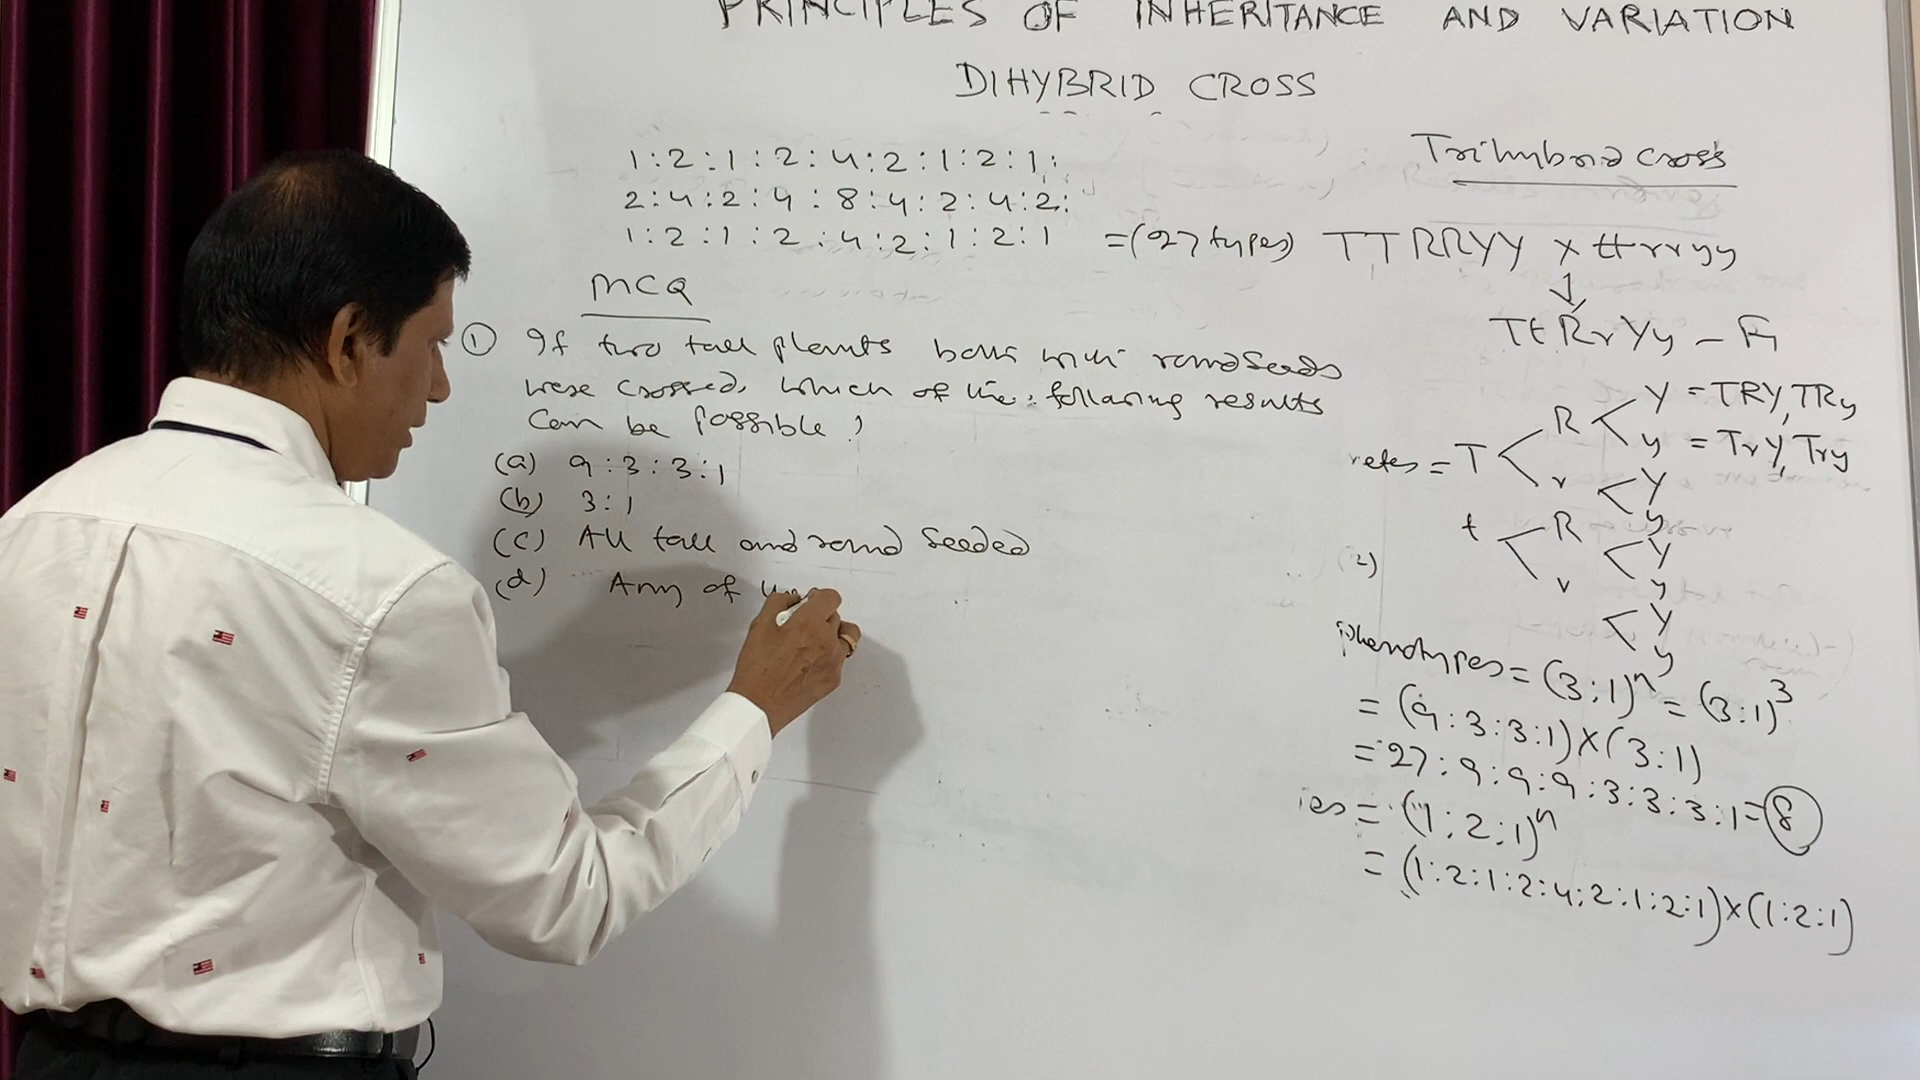 PRINCIPLES OF INHERITANCE AND VARIATION
DIHYBRID CROSS
1:2:1:2:4:2:1:2:1:
2:4:2:4:8:4:2:4:2:
1:2:1:2:4:2:1:2:1 =(27 types)
MCQ
① If two tall plants both with round seeds
were crossed, which of the following results
can be possible?
(a) 9:3:3:1
(b) 3:1
(c) All tall and round seeded
(d) Any of the
Trihybrid cross
TTRRYY x ttrryy
↓
TtRrYy - F1
Y = TRY, TRy
R
y = TrY, Try
= T
r Y
y
t R Y
y
(2)
r Y
y
phenotypes = (3:1)ⁿ = (3:1)³
= (9:3:3:1)X(3:1)
= 27:9:9:9:3:3:3:1=8
= (1:2:1)ⁿ
= (1:2:1:2:4:2:1:2:1)X(1:2:1)